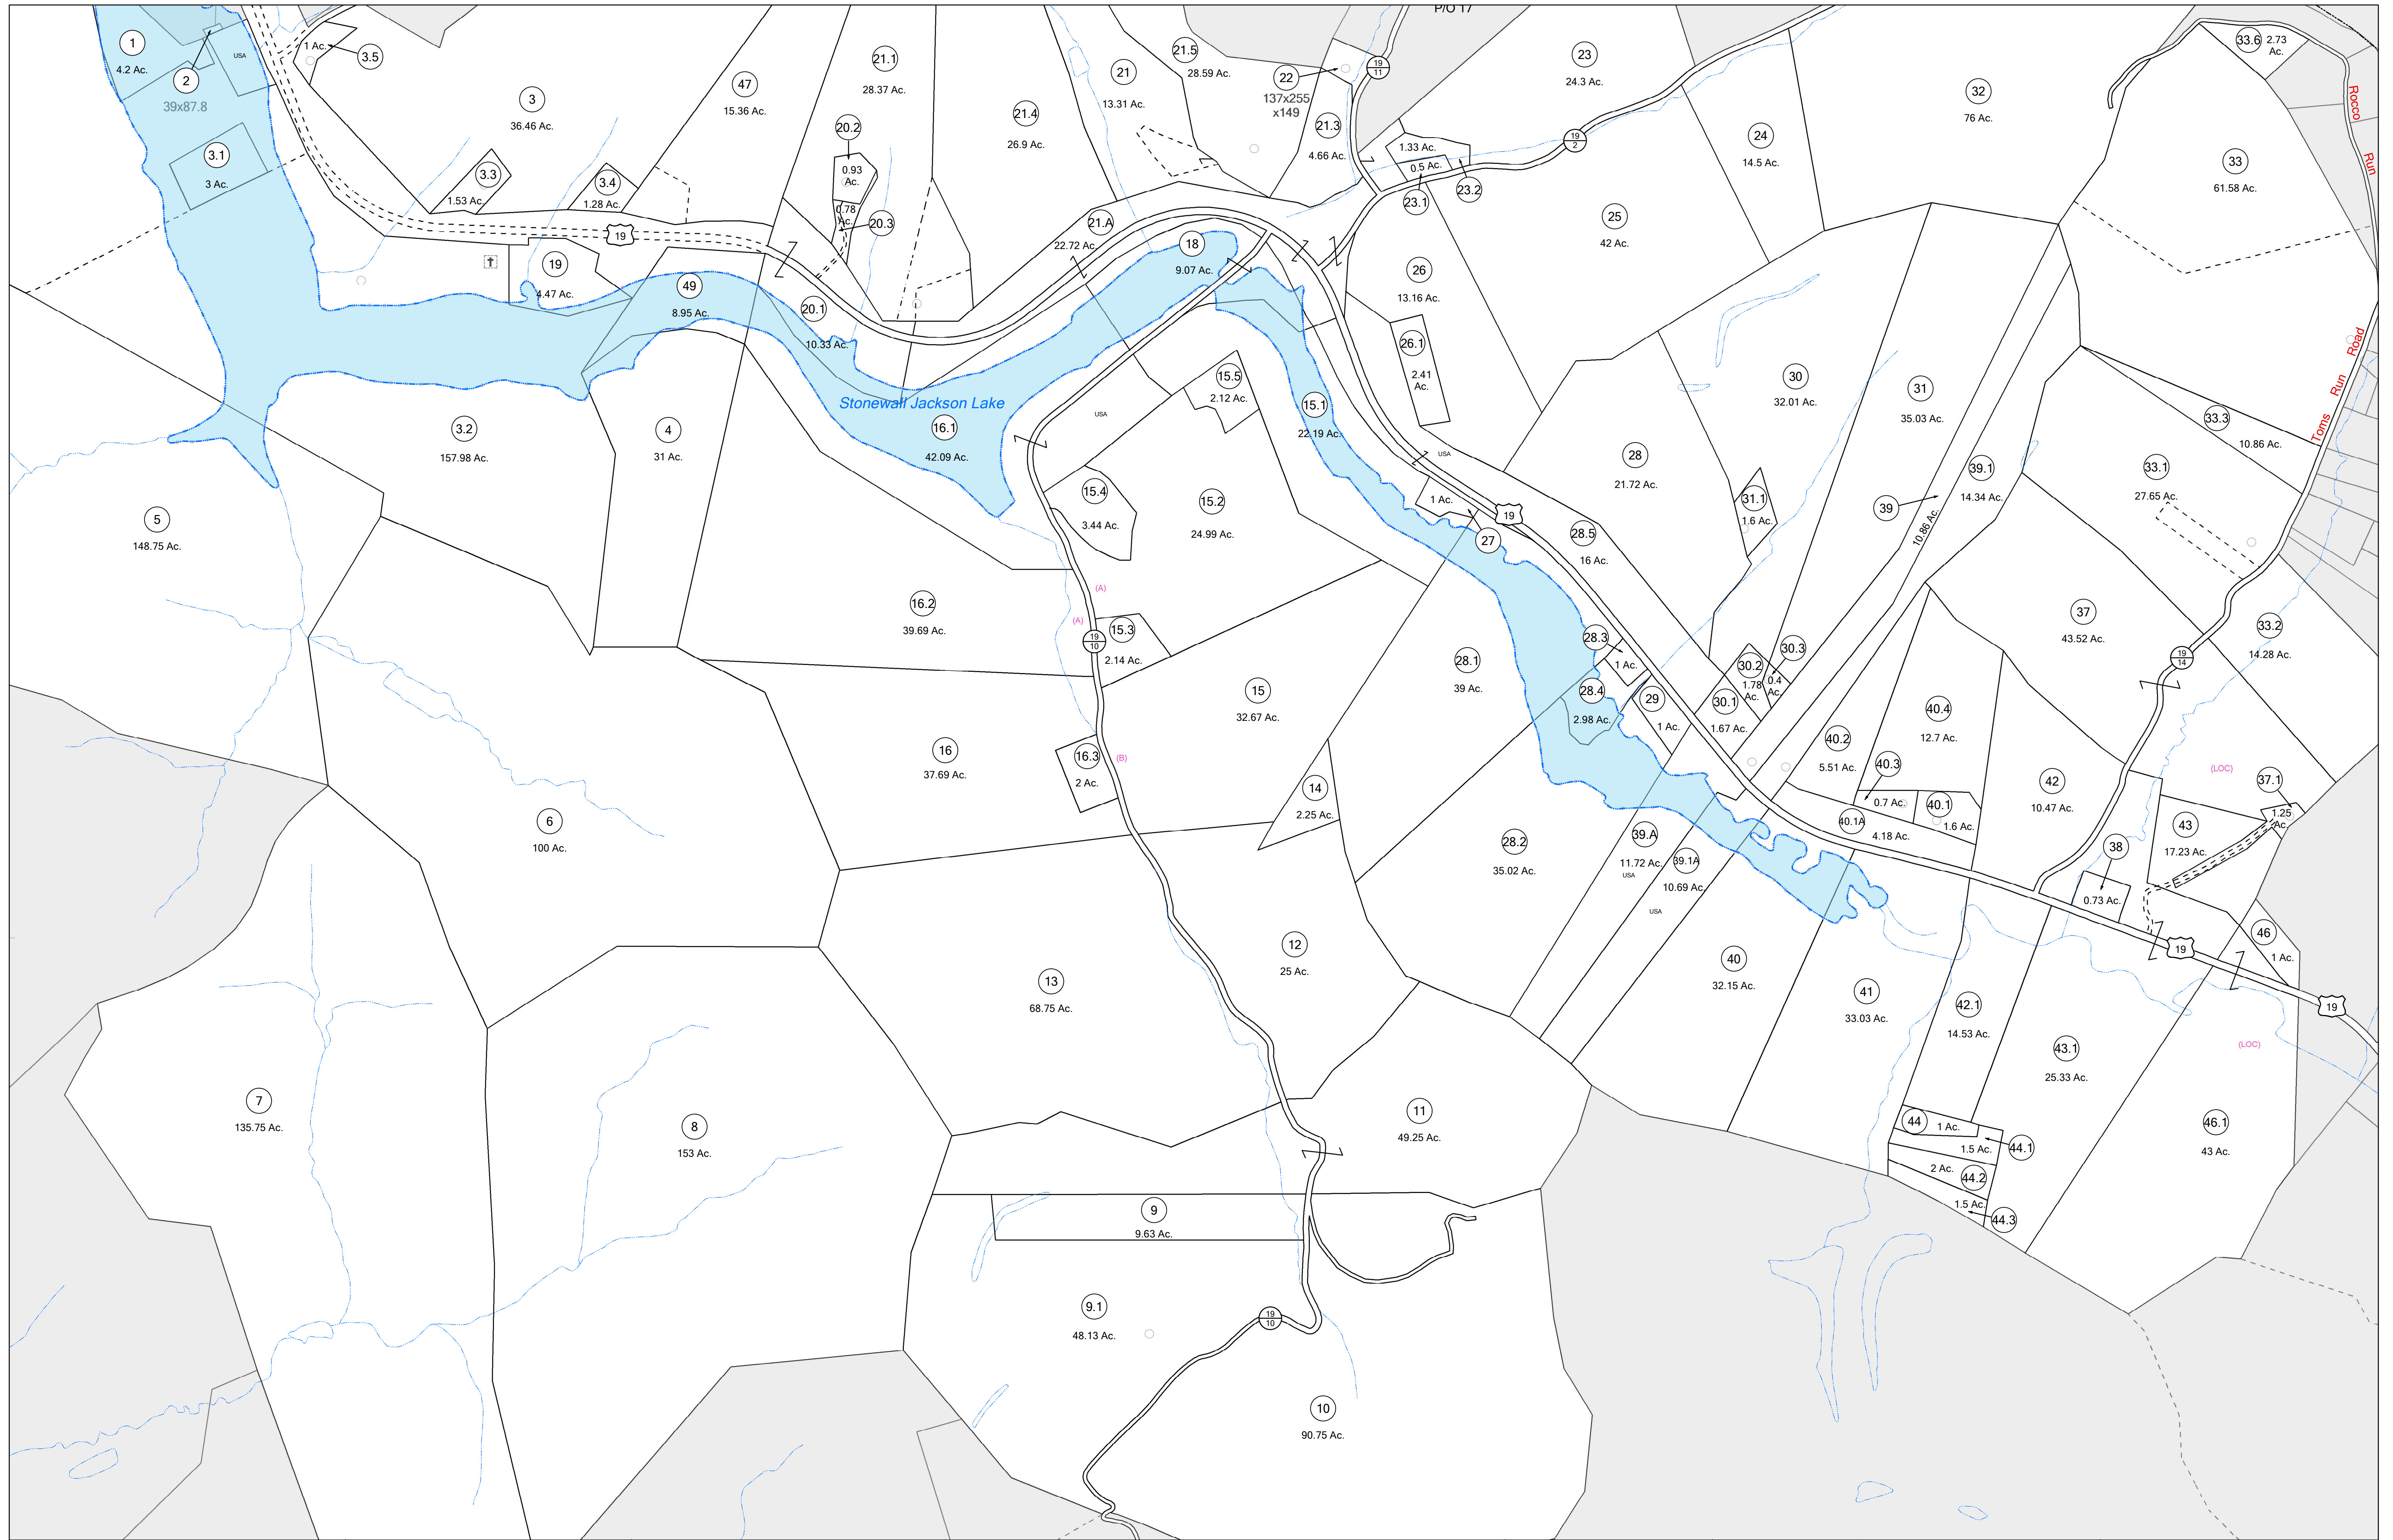 P/O 17
1
4.2 Ac.
2
39x87.8
USA
1 Ac.
3.5
3
36.46 Ac.
47
15.36 Ac.
21.1
28.37 Ac.
21.4
26.9 Ac.
21
13.31 Ac.
21.5
28.59 Ac.
22
137x255
x149
19
11
23
24.3 Ac.
32
76 Ac.
33.6
2.73
Ac.
Rocco
Run
3.1
3 Ac.
3.3
1.53 Ac.
3.4
1.28 Ac.
20.2
0.93
Ac.
0.78
Ac.
20.3
21.3
4.66 Ac.
1.33 Ac.
0.5 Ac.
23.1
23.2
19
2
24
14.5 Ac.
33
61.58 Ac.
19
19
4.47 Ac.
49
8.95 Ac.
20.1
10.33 Ac.
21.A
22.72 Ac.
18
9.07 Ac.
25
42 Ac.
26
13.16 Ac.
26.1
2.41
Ac.
30
32.01 Ac.
31
35.03 Ac.
Toms
Run
Road
3.2
157.98 Ac.
4
31 Ac.
Stonewall Jackson Lake
16.1
42.09 Ac.
USA
15.5
2.12 Ac.
15.1
22.19 Ac.
USA
28
21.72 Ac.
33.3
10.86 Ac.
33.1
27.65 Ac.
5
148.75 Ac.
15.4
3.44 Ac.
15.2
24.99 Ac.
1 Ac.
27
19
28.5
16 Ac.
31.1
1.6 Ac.
39
10.86 Ac.
39.1
14.34 Ac.
16.2
39.69 Ac.
(A)
(A)
19
10
15.3
2.14 Ac.
28.1
39 Ac.
28.3
1 Ac.
28.4
2.98 Ac.
29
1 Ac.
30.1
1.67 Ac.
30.2
1.78
Ac.
30.3
0.4
Ac.
37
43.52 Ac.
33.2
14.28 Ac.
19
14
16
37.69 Ac.
16.3
2 Ac.
(B)
15
32.67 Ac.
14
2.25 Ac.
40.2
5.51 Ac.
40.4
12.7 Ac.
40.3
0.7 Ac.
40.1
1.6 Ac.
40.1A
4.18 Ac.
42
10.47 Ac.
(LOC)
37.1
1.25
Ac.
43
17.23 Ac.
6
100 Ac.
28.2
35.02 Ac.
39.A
11.72 Ac.
USA
39.1A
10.69 Ac.
USA
38
0.73 Ac.
13
68.75 Ac.
12
25 Ac.
40
32.15 Ac.
41
33.03 Ac.
42.1
14.53 Ac.
19
46
1 Ac.
19
43.1
25.33 Ac.
(LOC)
7
135.75 Ac.
8
153 Ac.
11
49.25 Ac.
44
1 Ac.
1.5 Ac.
44.1
2 Ac.
44.2
1.5 Ac.
44.3
46.1
43 Ac.
9
9.63 Ac.
9.1
48.13 Ac.
19
10
10
90.75 Ac.